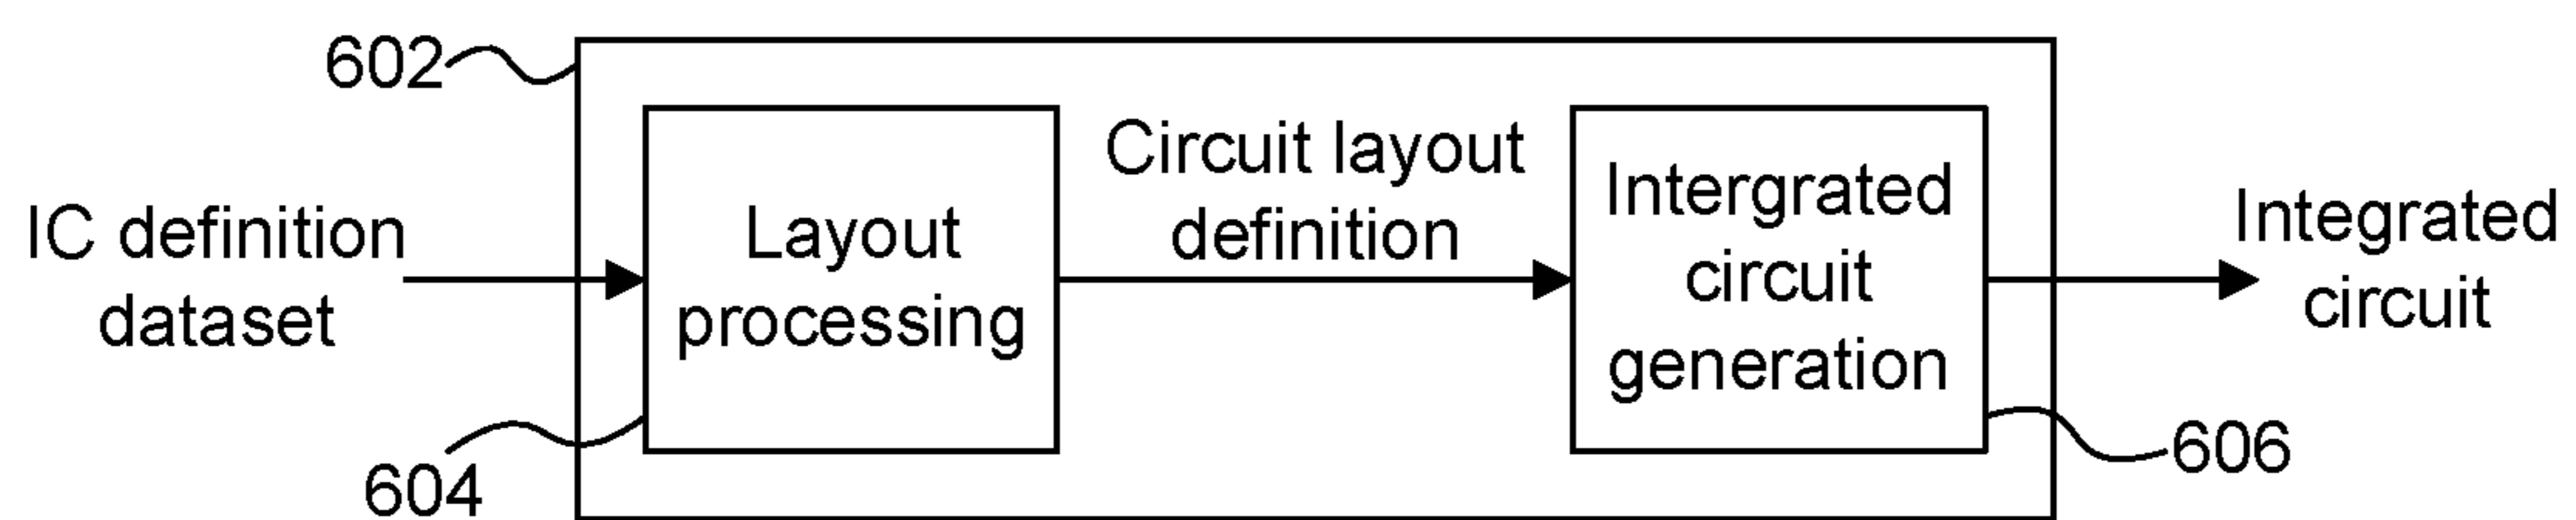 602
IC definition
dataset
604
Layout
processing
Circuit layout
definition
Intergrated
circuit
generation
606
Integrated
circuit